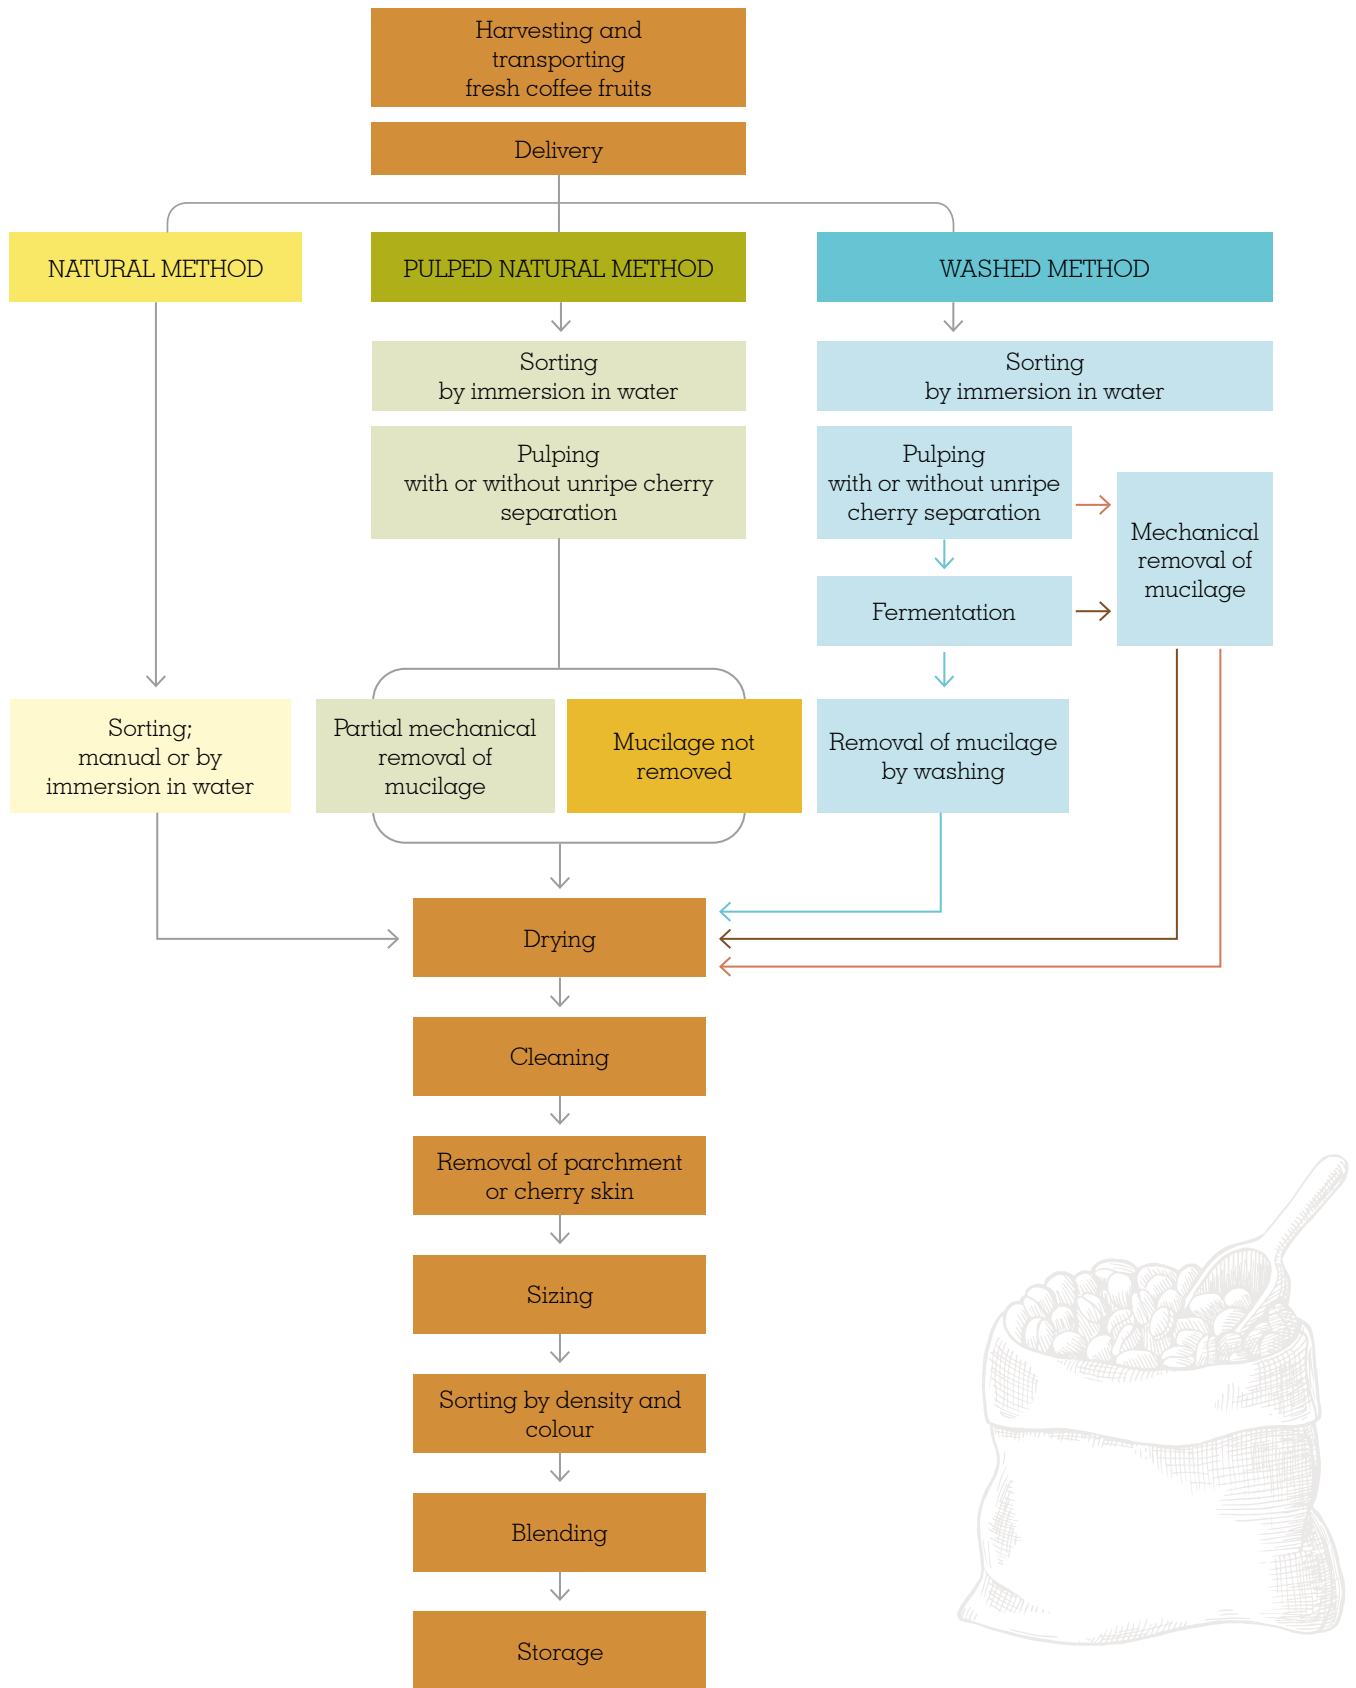 Harvesting and
transporting
fresh coffee fruits
Delivery
NATURAL METHOD
PULPED NATURAL METHOD
WASHED METHOD
Sorting
by immersion in water
Sorting
by immersion in water
Pulping
with or without unripe cherry
separation
Pulping
with or without unripe
cherry separation
Mechanical
removal of
mucilage
Fermentation
Sorting;
manual or by
immersion in water
Partial mechanical
removal of
mucilage
Mucilage not
removed
Removal of mucilage
by washing
Drying
Cleaning
Removal of parchment
or cherry skin
Sizing
Sorting by density and
colour
Blending
Storage